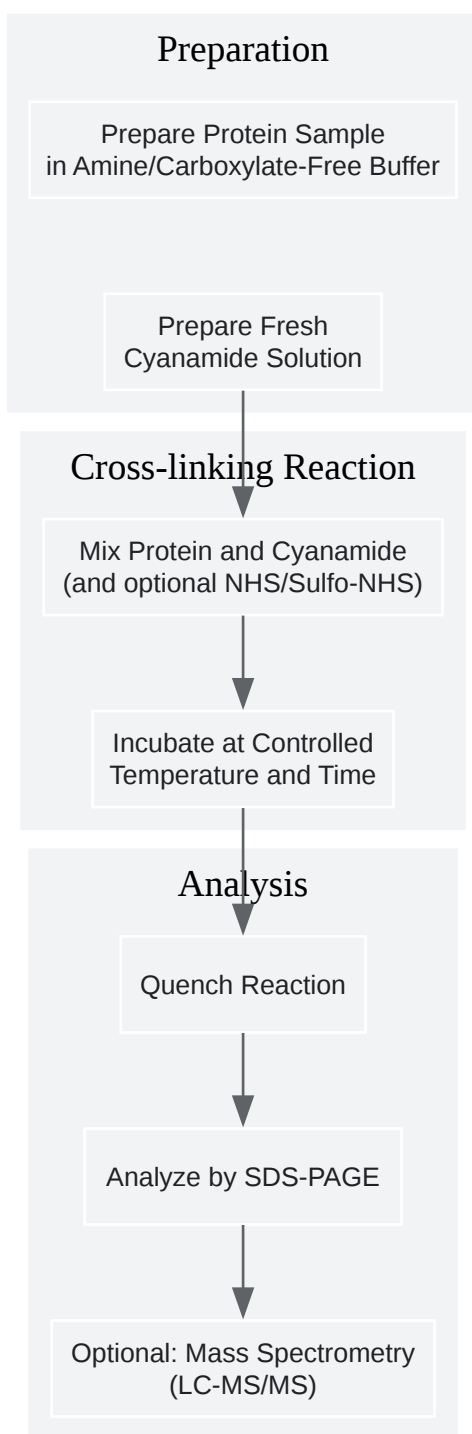 Preparation
Prepare Protein Sample
in Amine/Carboxylate-Free Buffer
Prepare Fresh
Cyanamide Solution
Cross-linking Reaction
Mix Protein and Cyanamide
(and optional NHS/Sulfo-NHS)
Incubate at Controlled
Temperature and Time
Analysis
Quench Reaction
Analyze by SDS-PAGE
Optional: Mass Spectrometry
(LC-MS/MS)